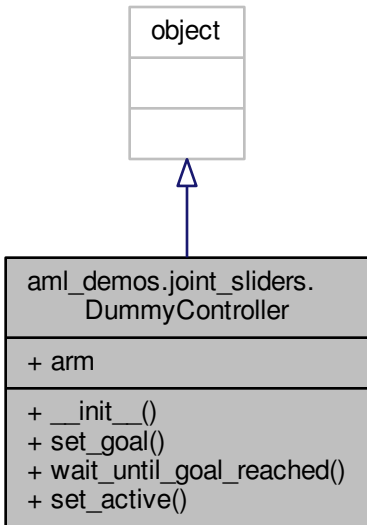 object
aml_demos.joint_sliders.
DummyController
+ arm
+ __init__()
+ set_goal()
+ wait_until_goal_reached()
+ set_active()